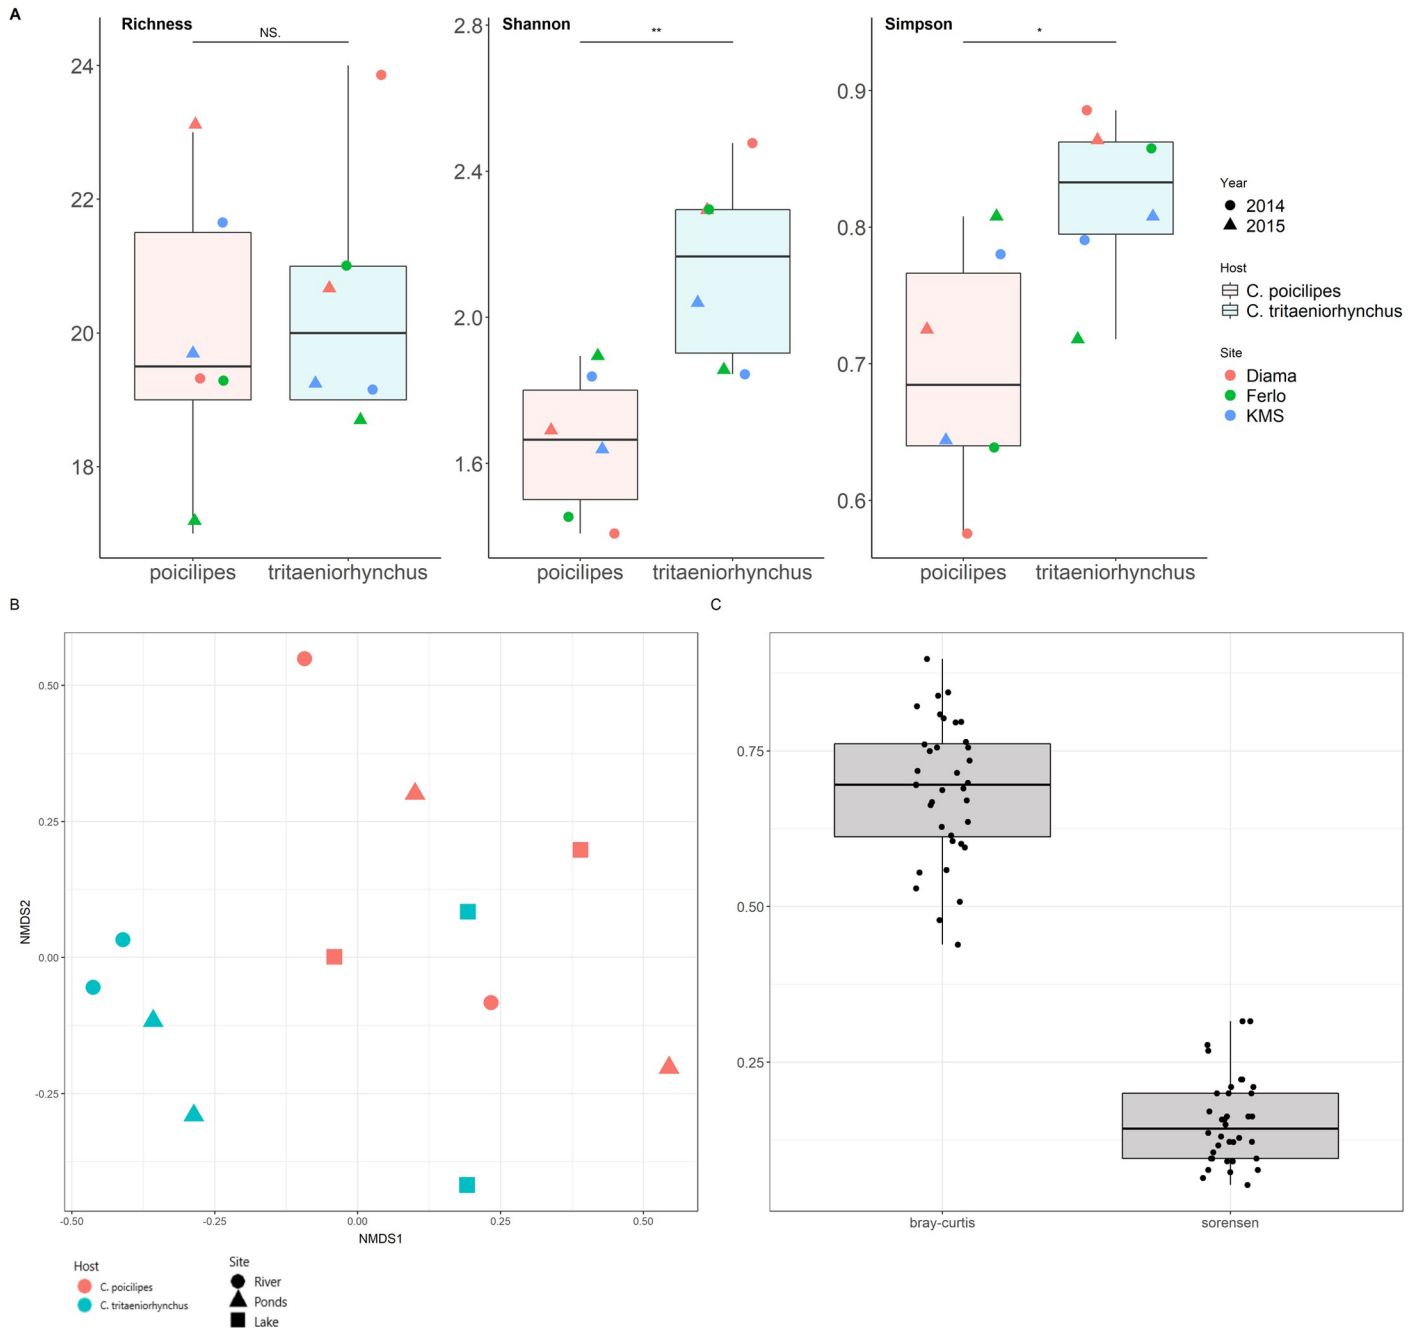 A
Richness
NS.
24
22
20
18
poicilipes
tritaeniorhynchus
Shannon
**
2.8
2.4
2.0
1.6
poicilipes
tritaeniorhynchus
Simpson
*
0.9
0.8
0.7
0.6
poicilipes
tritaeniorhynchus
Year
2014
2015
Host
C. poicilipes
C. tritaeniorhynchus
Site
Diama
Ferlo
KMS
B
NMDS2
0.50
0.25
0.00
-0.25
-0.50
-0.25
0.00
0.25
0.50
NMDS1
Host
C. poicilipes
C. tritaeniorhynchus
Site
River
Ponds
Lake
C
0.75
0.50
0.25
bray-curtis
sorensen